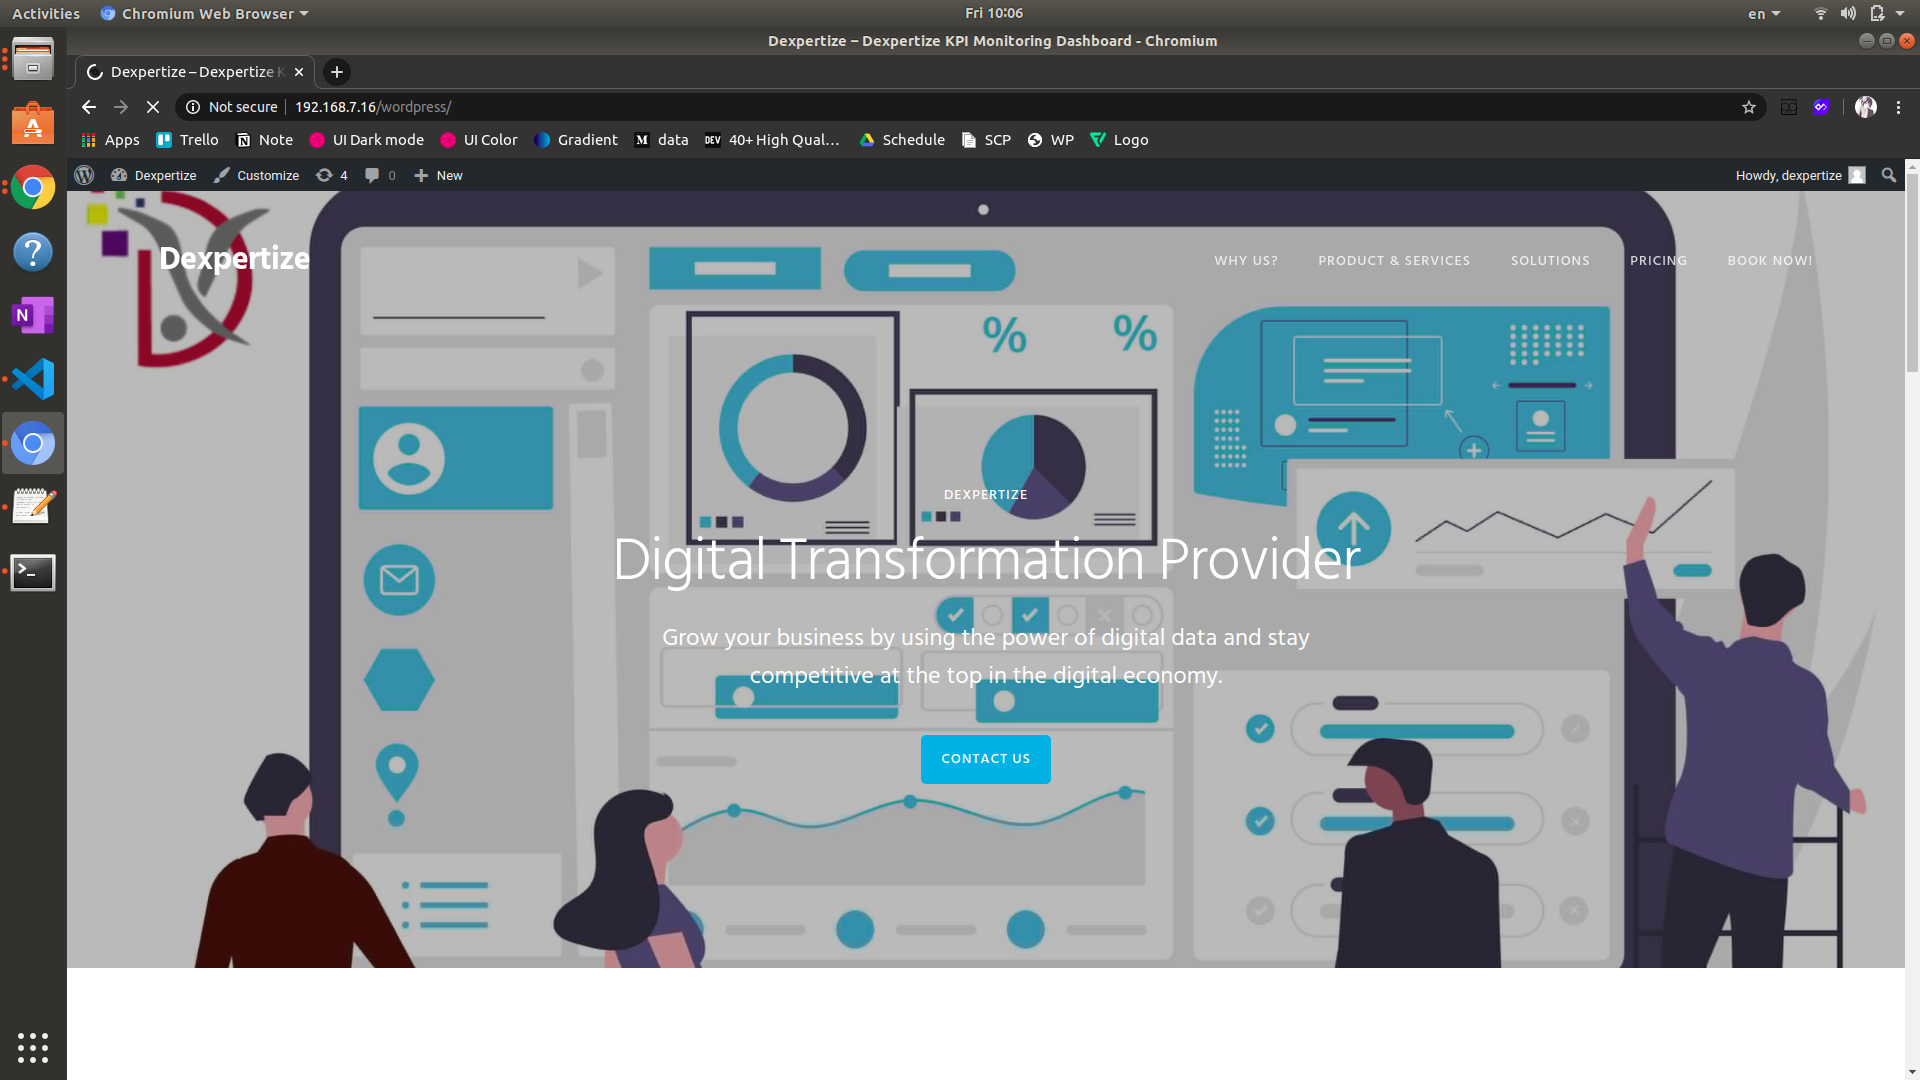 Activities
Chromium Web Browser
Fri 10:06
en
Dexpertize – Dexpertize KPI Monitoring Dashboard - Chromium
Dexpertize – Dexpertize K
Not secure
192.168.7.16/wordpress/
Apps
Trello
Note
UI Dark mode
UI Color
Gradient
data
DEV
40+ High Qual…
Schedule
SCP
WP
Logo
Dexpertize
Customize
4
0
New
Howdy, dexpertize
Dexpertize
WHY US?
PRODUCT & SERVICES
SOLUTIONS
PRICING
BOOK NOW!
% %
DEXPERTIZE
Digital Transformation Provider
Grow your business by using the power of digital data and stay
competitive at the top in the digital economy.
CONTACT US